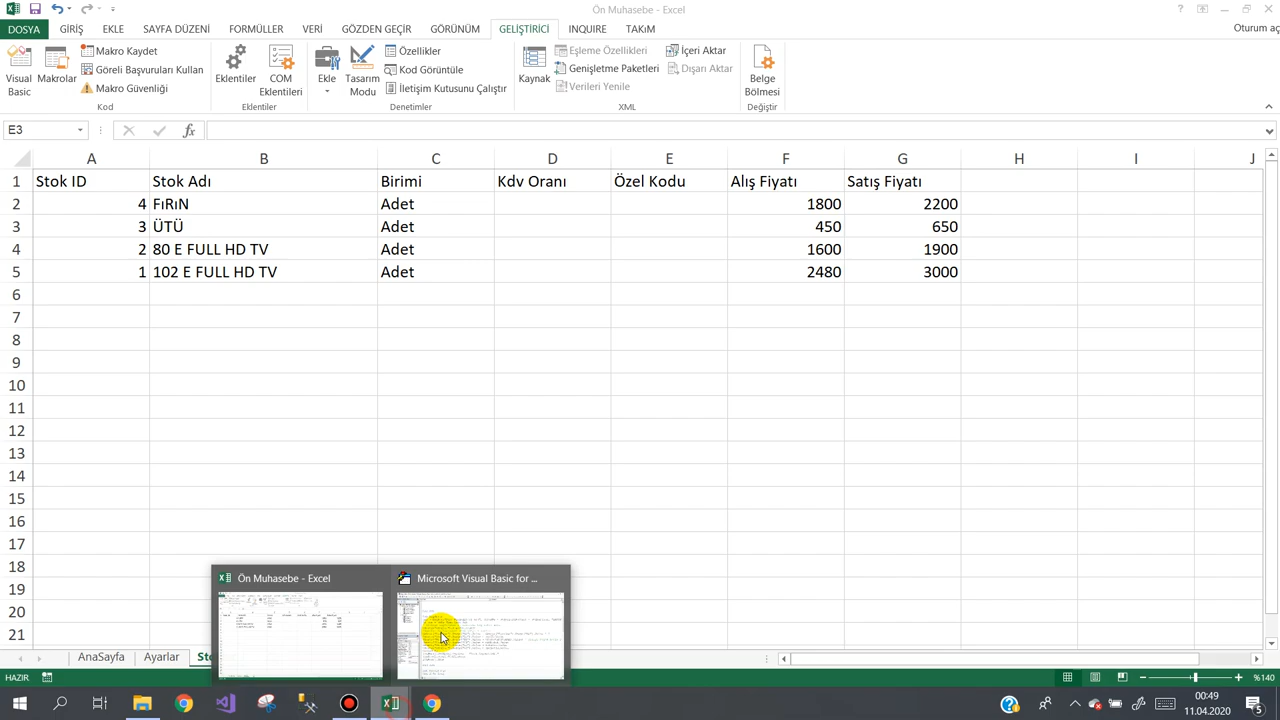 Ön Muhasebe - Excel
DOSYA GİRİŞ EKLE SAYFA DÜZENİ FORMÜLLER VERİ GÖZDEN GEÇİR GÖRÜNÜM GELİŞTİRİCİ INQUIRE TAKıM
Oturum aç
Visual Basic
Makrolar
Makro Kaydet
Göreli Başvuruları Kullan
Makro Güvenliği
Kod
Eklentiler
COM Eklentileri
Eklentiler
Ekle
Tasarım Modu
Özellikler
Kod Görüntüle
İletişim Kutusunu Çalıştır
Denetimler
Kaynak
Eşleme Özellikleri
Genişletme Paketleri
Verileri Yenile
İçeri Aktar
Dışarı Aktar
XML
Belge Bölmesi
Değiştir
E3 fx
A B C D E F G H I J
1 Stok ID Stok Adı Birimi Kdv Oranı Özel Kodu Alış Fiyatı Satış Fiyatı
2 4 FıRıN Adet 1800 2200
3 3 ÜTÜ Adet 450 650
4 2 80 E FULL HD TV Adet 1600 1900
5 1 102 E FULL HD TV Adet 2480 3000
6
7
8
9
10
11
12
13
14
15
16
17
18
19
20
21
Ön Muhasebe - Excel
Microsoft Visual Basic for ...
AnaSayfa Ayarlar
HAZIR
%140
00:49
11.04.2020
5